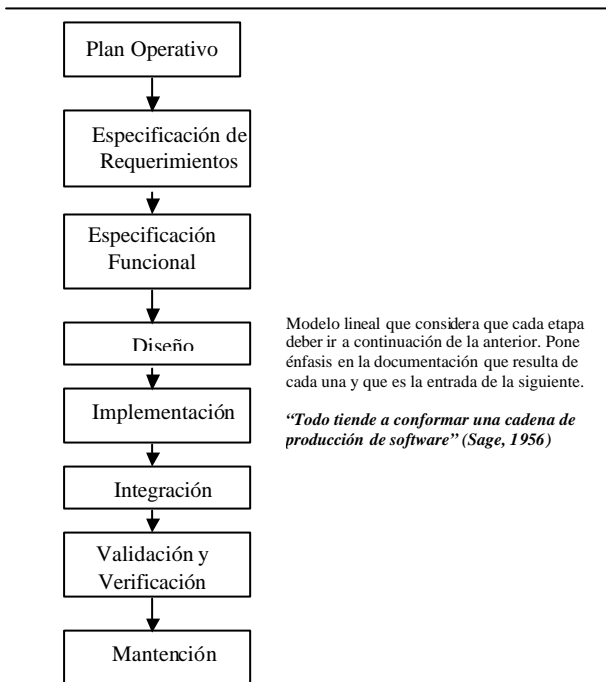 Plan Operativo
Especificación de
Requerimientos
Especificación
Funcional
Diseño
Implementación
Integración
Validación y
Verificación
Mantención
Modelo lineal que considera que cada etapa
deber ir a continuación de la anterior. Pone
énfasis en la documentación que resulta de
cada una y que es la entrada de la siguiente.
“Todo tiende a conformar una cadena de
producción de software” (Sage, 1956)